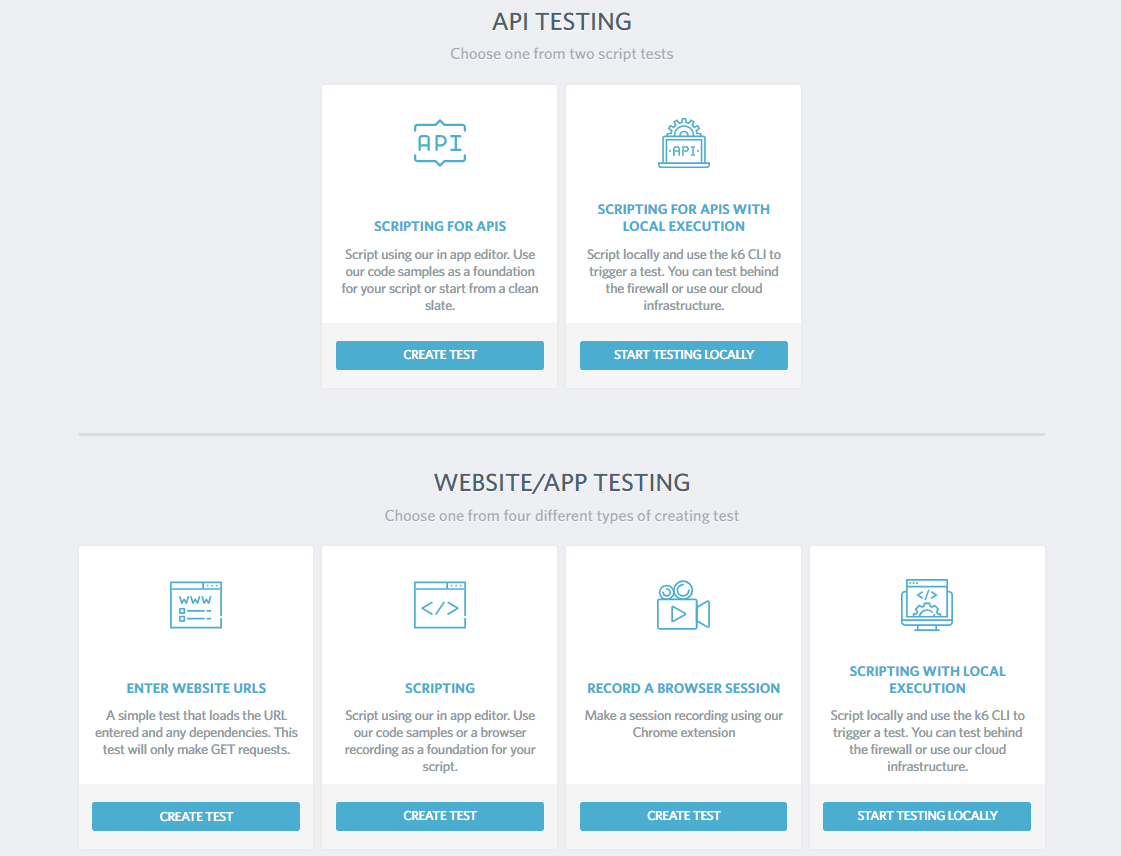 API TESTING
Choose one from two script tests
API
·API·
SCRIPTING FOR APIS
Script using our in app editor. Use
our code samples as a foundation
for your script or start from a clean
slate.
CREATE TEST
SCRIPTING FOR APIS WITH
LOCAL EXECUTION
Script locally and use the k6 CLI to
trigger a test. You can test behind
the firewall or use our cloud
infrastructure.
START TESTING LOCALLY
WEBSITE/APP TESTING
Choose one from four different types of creating test
WWW
ENTER WEBSITE URLS
A simple test that loads the URL
entered and any dependencies. This
test will only make GET requests.
CREATE TEST
</>
SCRIPTING
Script using our in app editor. Use
our code samples or a browser
recording as a foundation for your
script.
CREATE TEST
RECORD A BROWSER SESSION
Make a session recording using our
Chrome extension
CREATE TEST
</>
SCRIPTING WITH LOCAL
EXECUTION
Script locally and use the k6 CLI to
trigger a test. You can test behind
the firewall or use our cloud
infrastructure.
START TESTING LOCALLY